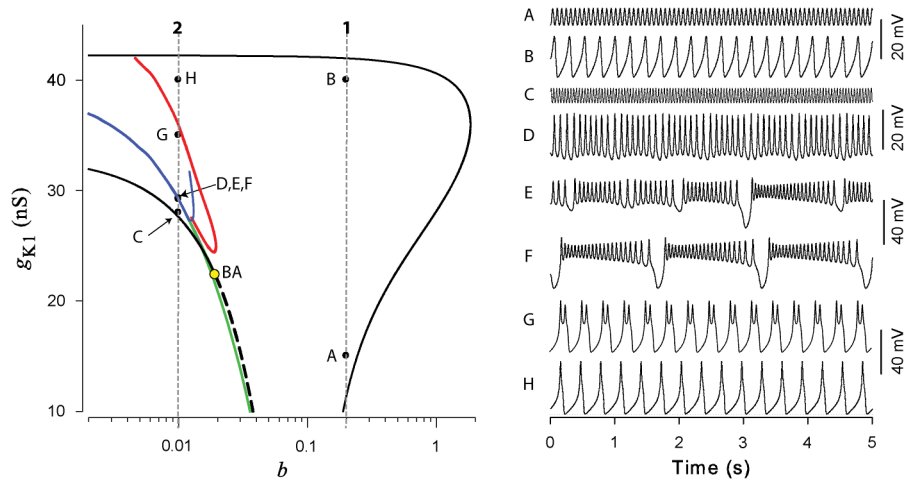 2 1
40
30
20
10
g_K1 (nS)
H
B
G
D,E,F
C
BA
A
0.01 0.1 1
b
A
B
C
D
E
F
G
H
20 mV
20 mV
40 mV
40 mV
0 1 2 3 4 5
Time (s)